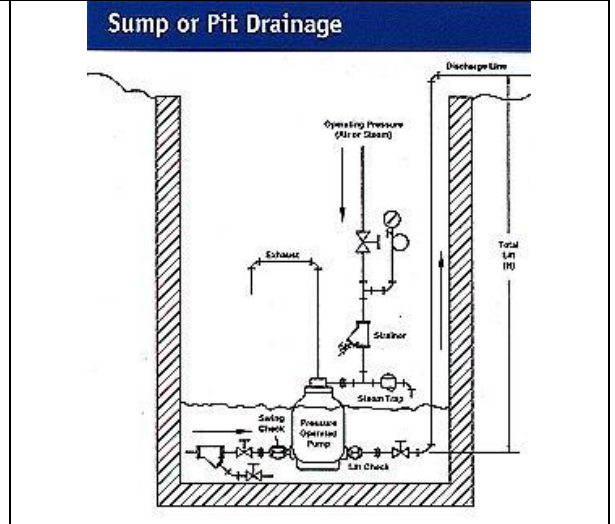 Sump or Pit Drainage
Discharge Line
Operating Pressure
(Air or Steam)
Exhaust
Total
Lift
(H)
Strainer
Steam Trap
Swing
Check
Pressure
Operated
Pump
Lift Check